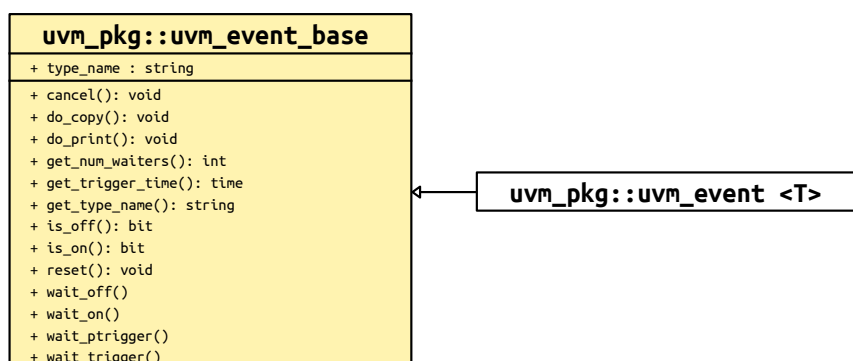 uvm_pkg::uvm_event_base
+ type_name : string
+ cancel(): void
+ do_copy(): void
+ do_print(): void
+ get_num_waiters(): int
+ get_trigger_time(): time
+ get_type_name(): string
+ is_off(): bit
+ is_on(): bit
+ reset(): void
+ wait_off()
+ wait_on()
+ wait_ptrigger()
+ wait_trigger()
uvm_pkg::uvm_event <T>